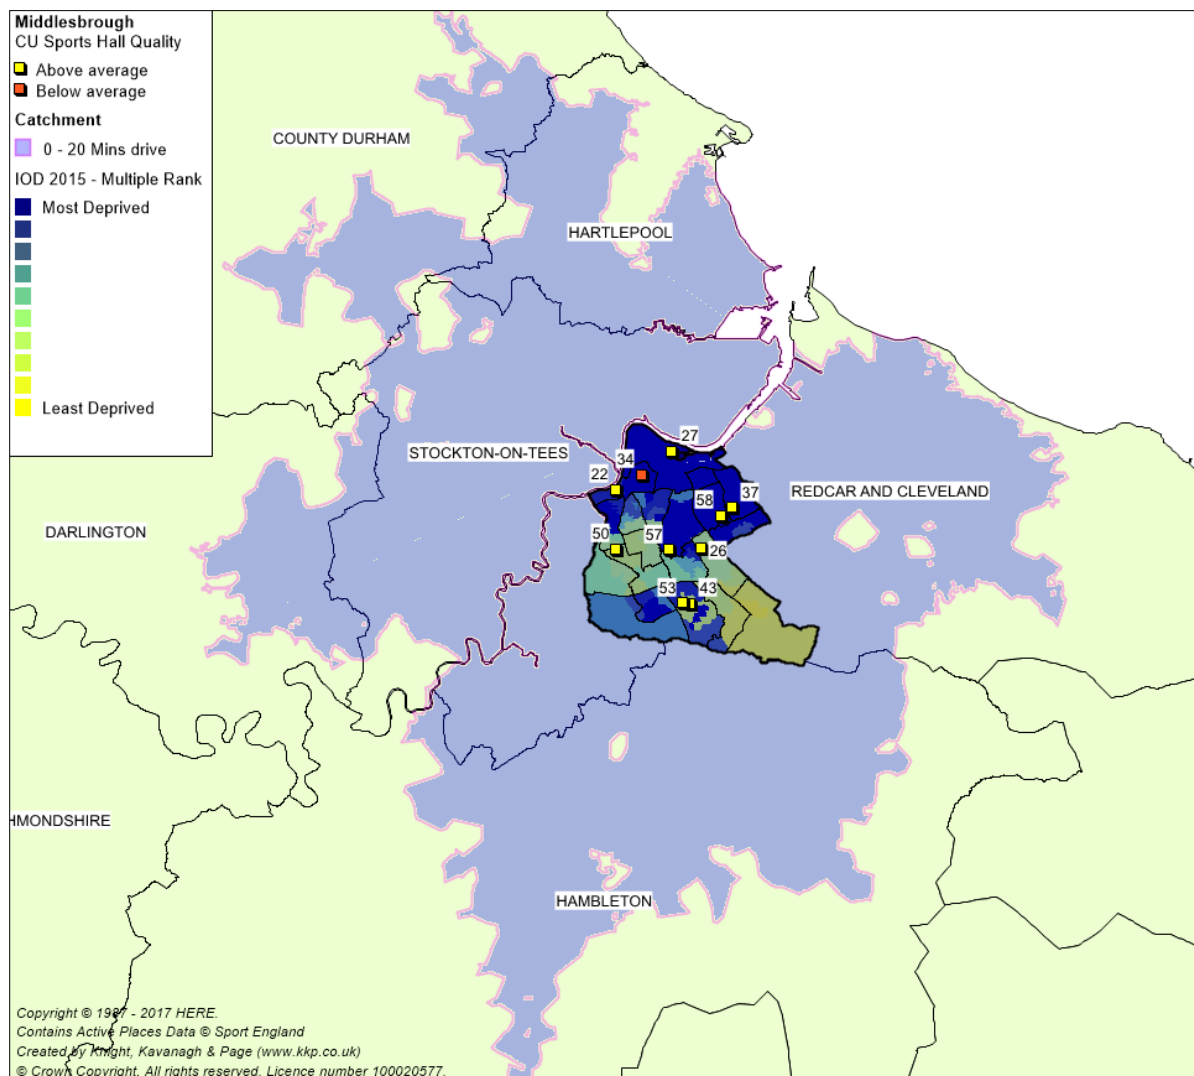 Middlesbrough
CU Sports Hall Quality
Above average
Below average
Catchment
0 - 20 Mins drive
IOD 2015 - Multiple Rank
Most Deprived
Least Deprived
COUNTY DURHAM
HARTLEPOOL
27
STOCKTON-ON-TEES
34
22
37
REDCAR AND CLEVELAND
58
DARLINGTON
50
57
26
53
43
HMONDSHIRE
HAMBLETON
Copyright © 1987 - 2017 HERE.
Contains Active Places Data © Sport England
Created by Knight, Kavanagh & Page (www.kkp.co.uk)
© Crown Copyright. All rights reserved. Licence number 100020577.